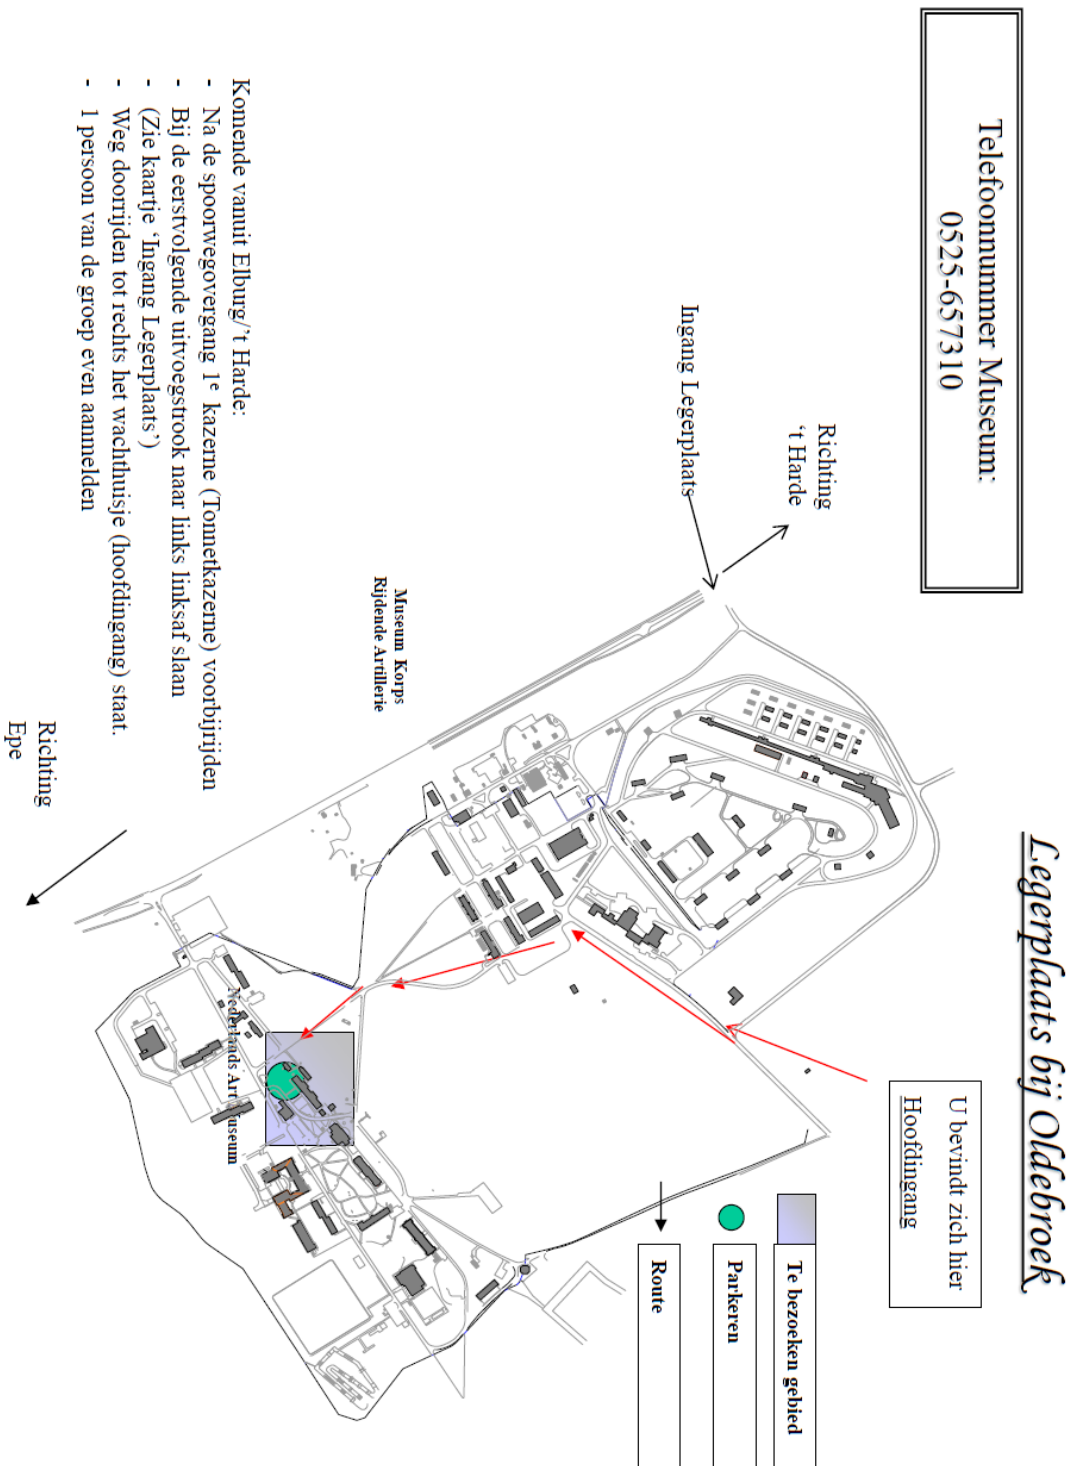 Legerplaats bij Oldebroek
Telefoonnummer Museum:
0525-657310
U bevindt zich hier
Hoofdingang
Richting
‘t Harde
Ingang Legerplaats
Te bezoeken gebied
Parkeren
Route
Museum Korps
Rijdende Artillerie
Nederlands Art Museum
Komende vanuit Elburg/’t Harde:
- Na de spoorwegovergang 1e kazerne (Tonnetkazerne) voorbijrijden
- Bij de eerstvolgende uitvoegstrook naar links linksaf slaan
- (Zie kaartje ‘Ingang Legerplaats’)
- Weg doorrijden tot rechts het wachthuisje (hoofdingang) staat.
- 1 persoon van de groep even aanmelden
Richting
Epe